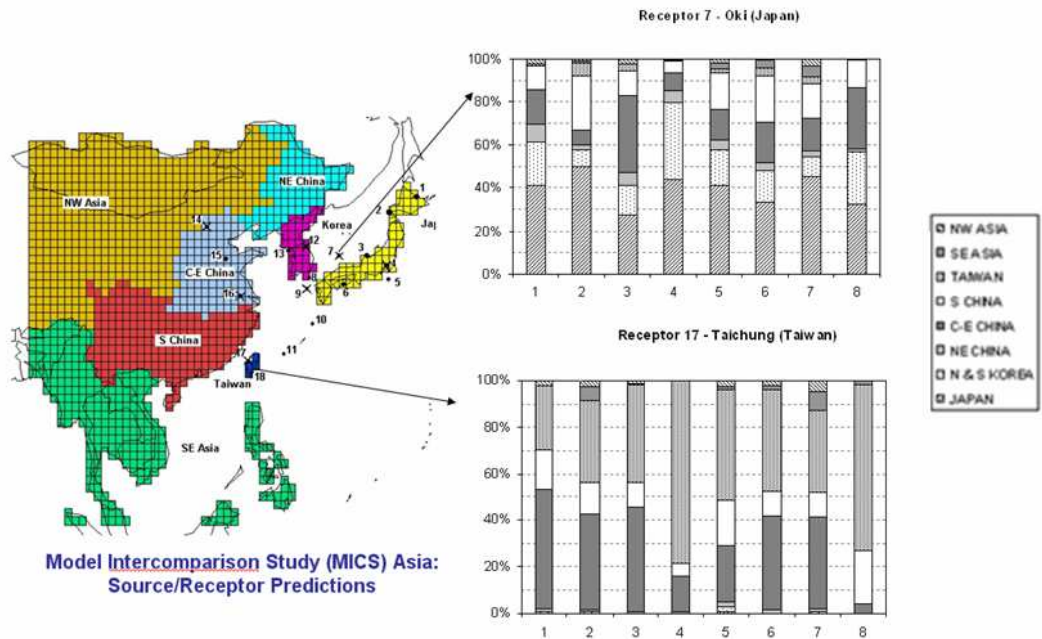 Receptor 7 - Oki (Japan)
100%
80%
60%
40%
20%
0%
1 2 3 4 5 6 7 8
NE China
NW Asia
Korea
Jap
C-E China
S China
Taiwan
SE Asia
1
2
3
4
5
6
7
8
9
10
11
12
13
14
15
16
17
18
Receptor 17 - Taichung (Taiwan)
100%
80%
60%
40%
20%
0%
1 2 3 4 5 6 7 8
NW ASIA
SE ASIA
TAIWAN
S CHINA
C-E CHINA
NE CHINA
N & S KOREA
JAPAN
Model Intercomparison Study (MICS) Asia:
Source/Receptor Predictions